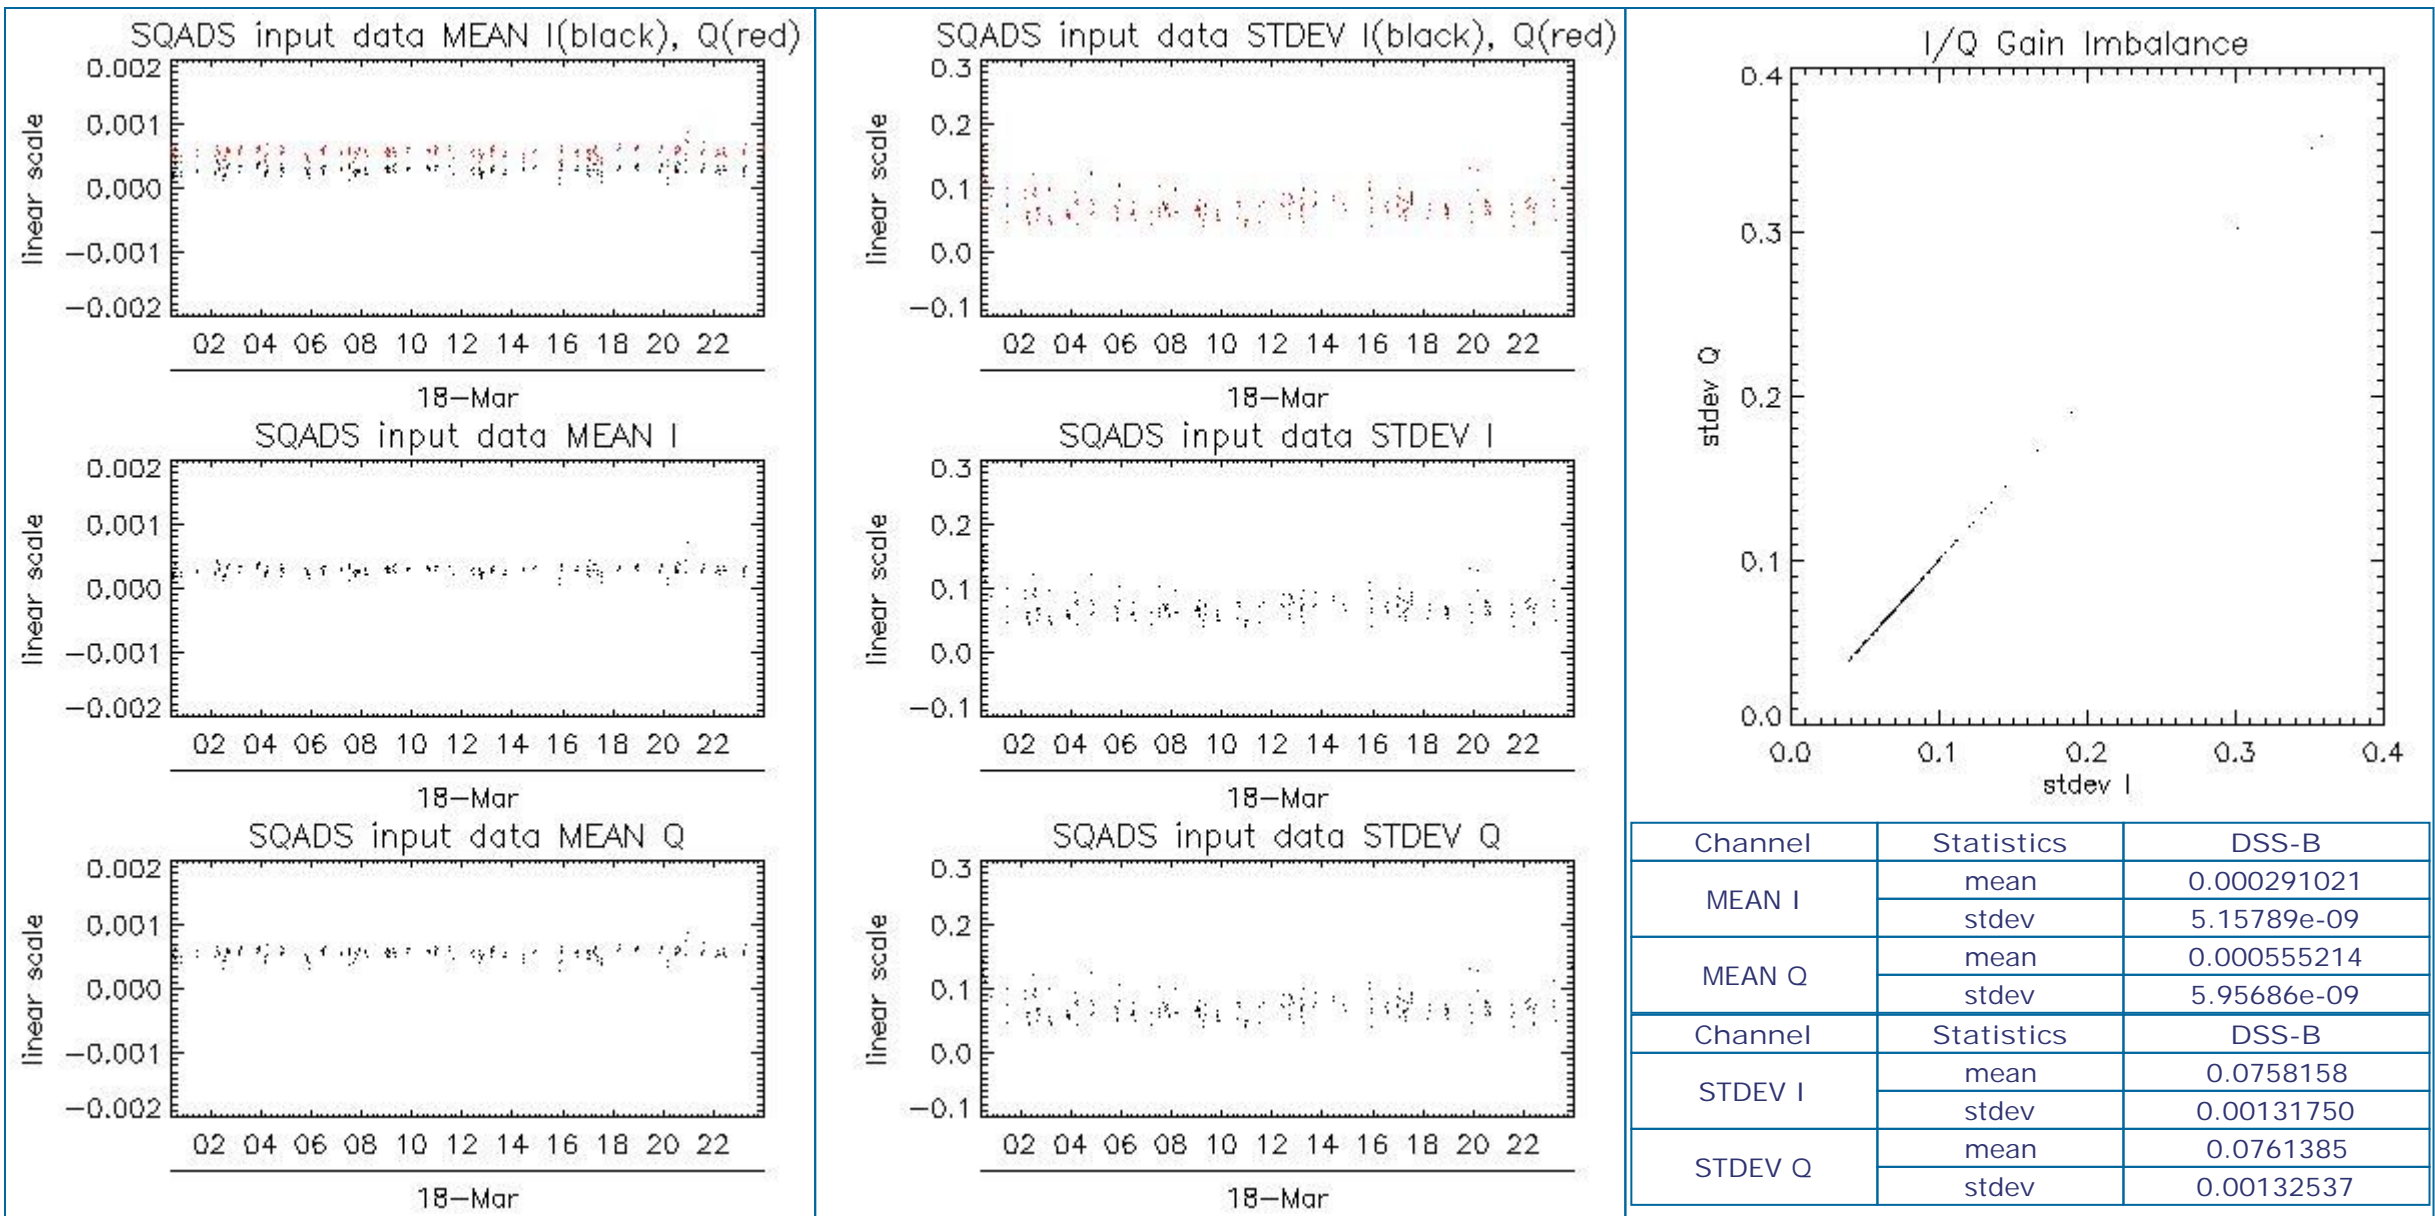 SQADS input data MEAN I(black), Q(red)
0.002
0.001
0.000
−0.001
−0.002
linear scale
02 04 06 08 10 12 14 16 18 20 22
18−Mar
SQADS input data MEAN I
0.002
0.001
0.000
−0.001
−0.002
linear scale
02 04 06 08 10 12 14 16 18 20 22
18−Mar
SQADS input data MEAN Q
0.002
0.001
0.000
−0.001
−0.002
linear scale
02 04 06 08 10 12 14 16 18 20 22
18−Mar
SQADS input data STDEV I(black), Q(red)
0.3
0.2
0.1
0.0
−0.1
linear scale
02 04 06 08 10 12 14 16 18 20 22
18−Mar
SQADS input data STDEV I
0.3
0.2
0.1
0.0
−0.1
linear scale
02 04 06 08 10 12 14 16 18 20 22
18−Mar
SQADS input data STDEV Q
0.3
0.2
0.1
0.0
−0.1
linear scale
02 04 06 08 10 12 14 16 18 20 22
18−Mar
I/Q Gain Imbalance
0.4
0.3
0.2
0.1
0.0
stdev Q
0.0 0.1 0.2 0.3 0.4
stdev I
Channel Statistics DSS-B
MEAN I mean 0.000291021
stdev 5.15789e-09
MEAN Q mean 0.000555214
stdev 5.95686e-09
Channel Statistics DSS-B
STDEV I mean 0.0758158
stdev 0.00131750
STDEV Q mean 0.0761385
stdev 0.00132537